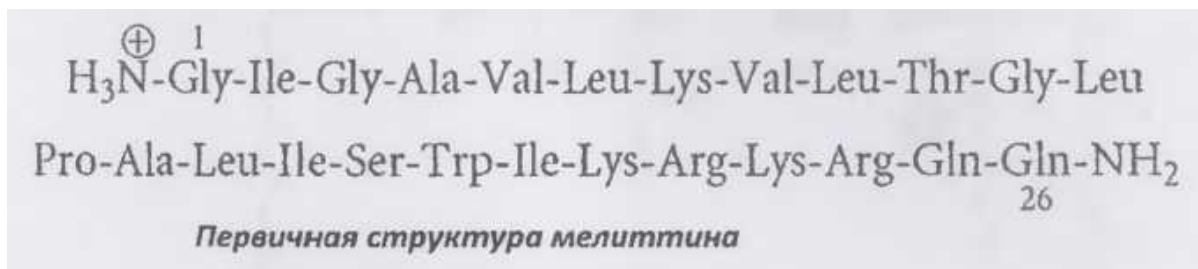 ⊕ 1
H₃N-Gly-Ile-Gly-Ala-Val-Leu-Lys-Val-Leu-Thr-Gly-Leu
Pro-Ala-Leu-Ile-Ser-Trp-Ile-Lys-Arg-Lys-Arg-Gln-Gln-NH₂
26
Первичная структура мелиттина